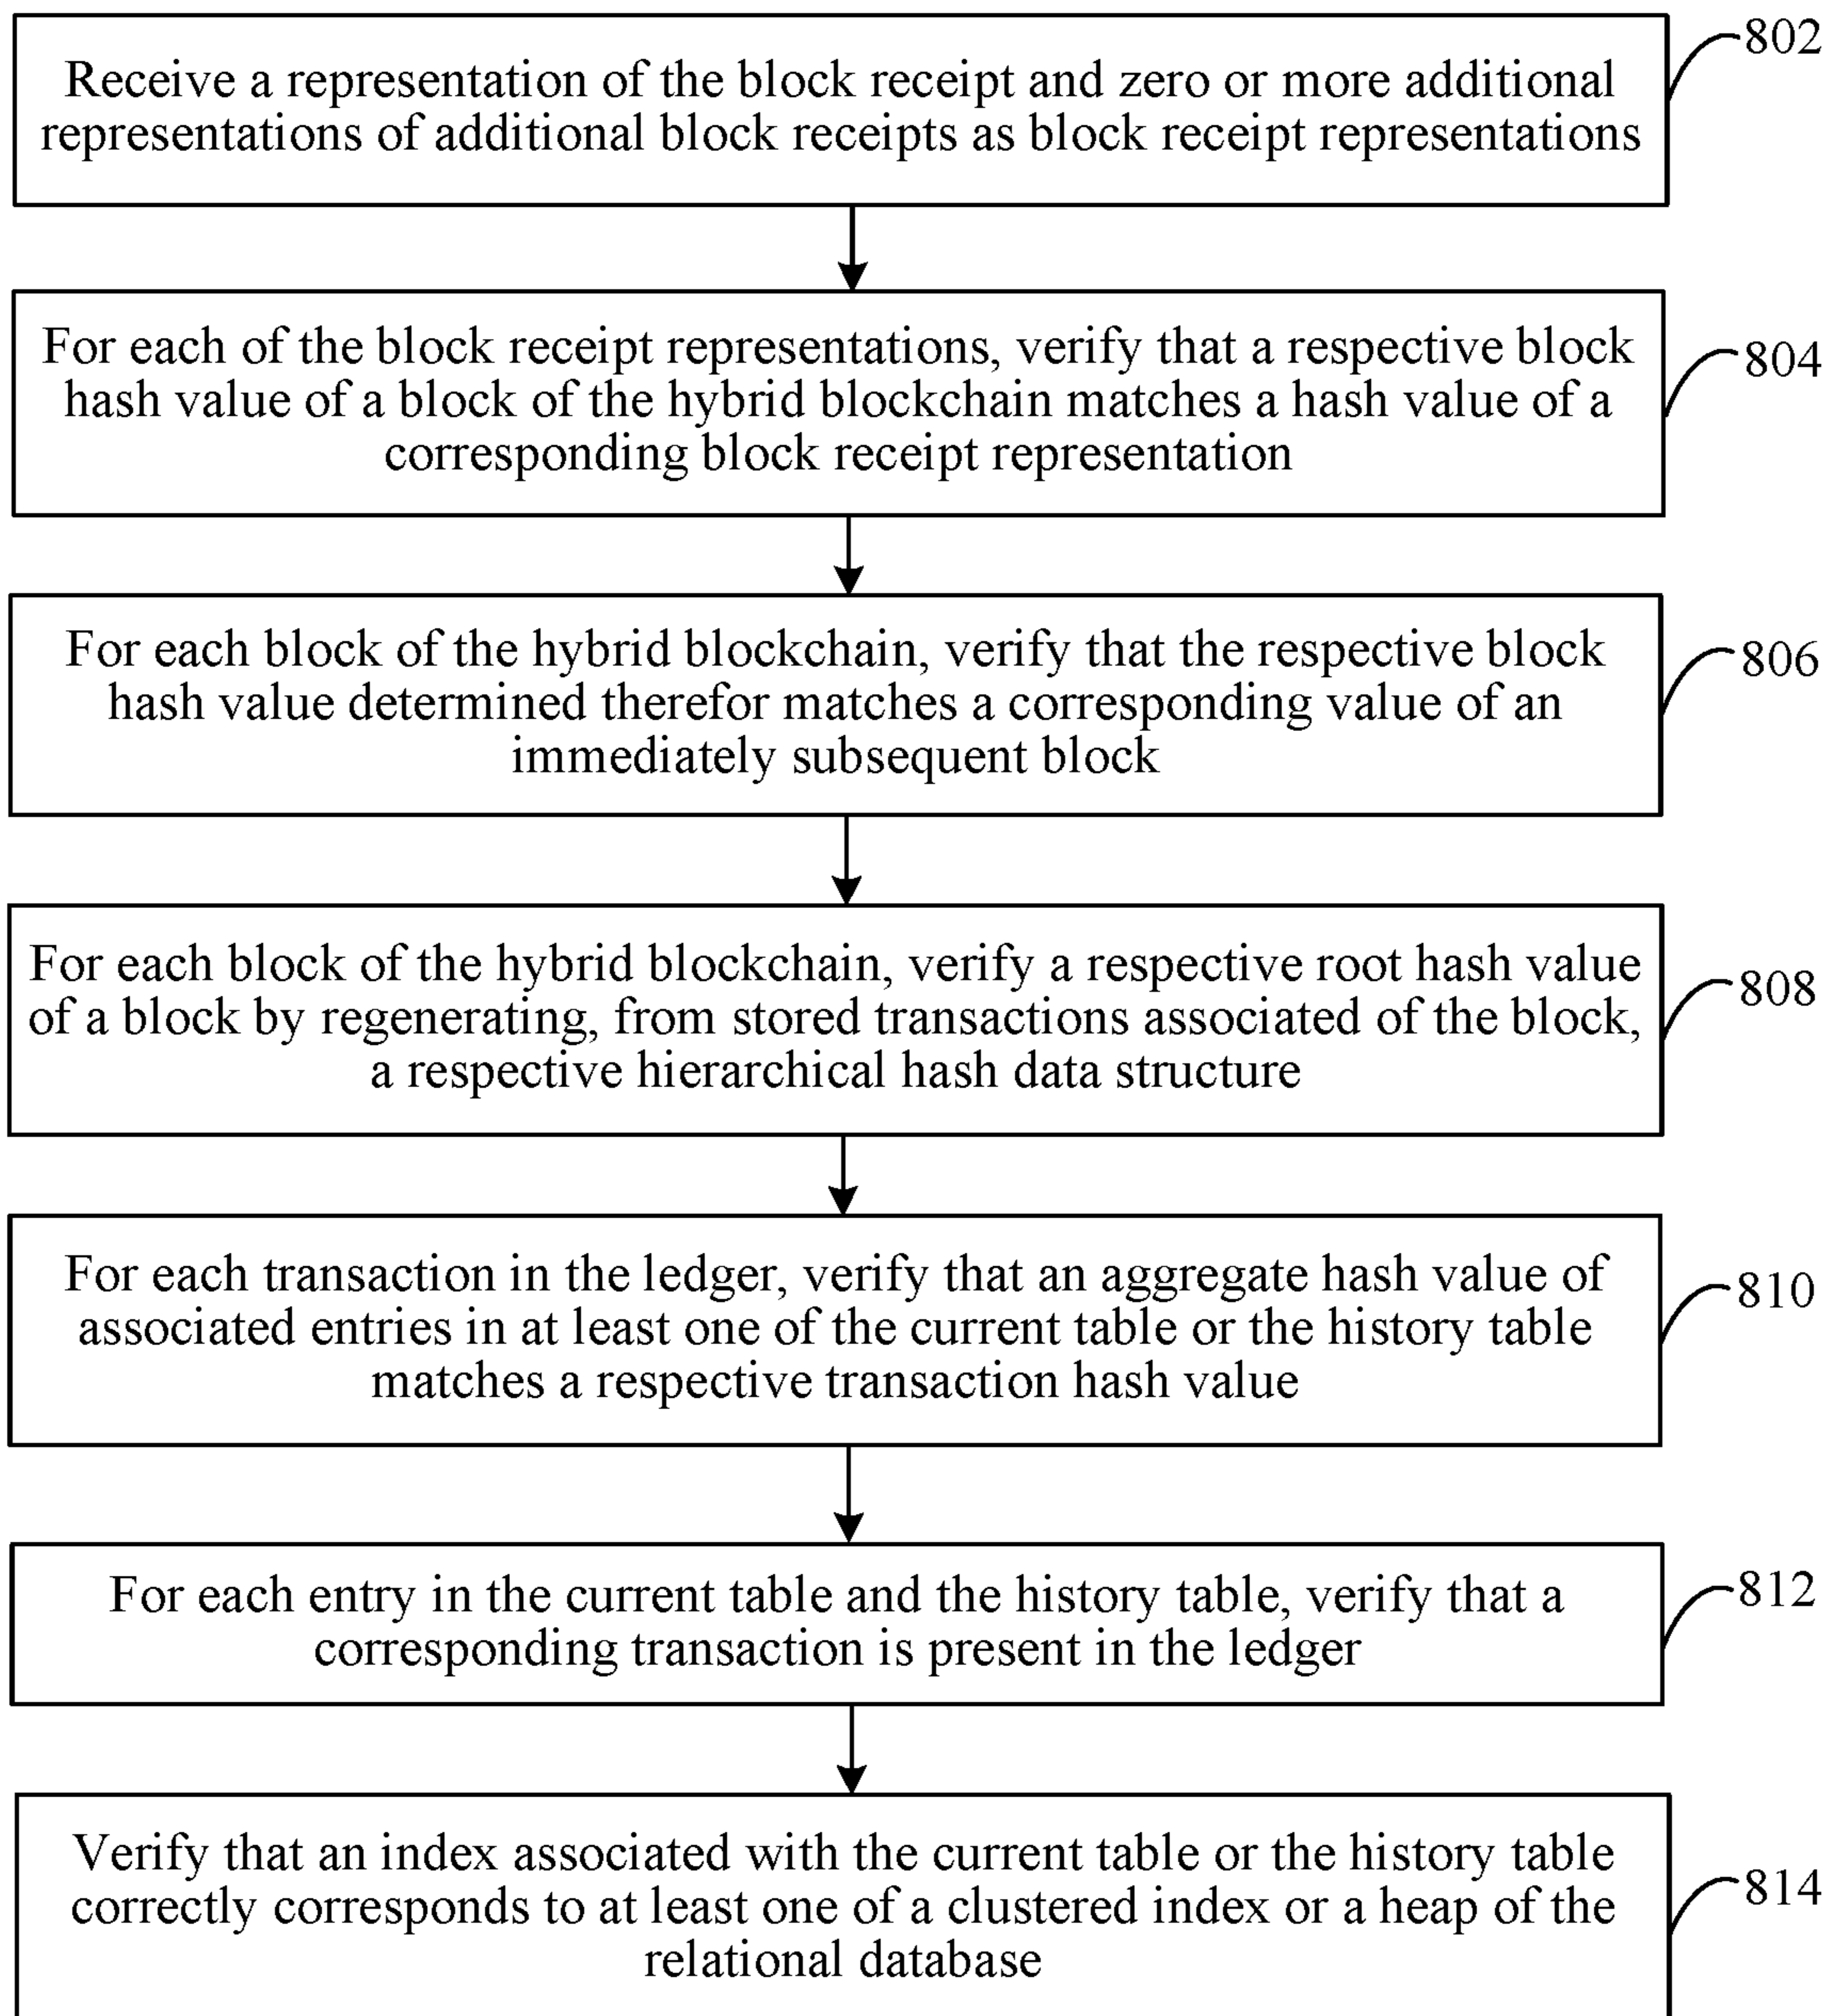 802
Receive a representation of the block receipt and zero or more additional
representations of additional block receipts as block receipt representations
804
For each of the block receipt representations, verify that a respective block
hash value of a block of the hybrid blockchain matches a hash value of a
corresponding block receipt representation
806
For each block of the hybrid blockchain, verify that the respective block
hash value determined therefor matches a corresponding value of an
immediately subsequent block
808
For each block of the hybrid blockchain, verify a respective root hash value
of a block by regenerating, from stored transactions associated of the block,
a respective hierarchical hash data structure
810
For each transaction in the ledger, verify that an aggregate hash value of
associated entries in at least one of the current table or the history table
matches a respective transaction hash value
812
For each entry in the current table and the history table, verify that a
corresponding transaction is present in the ledger
814
Verify that an index associated with the current table or the history table
correctly corresponds to at least one of a clustered index or a heap of the
relational database